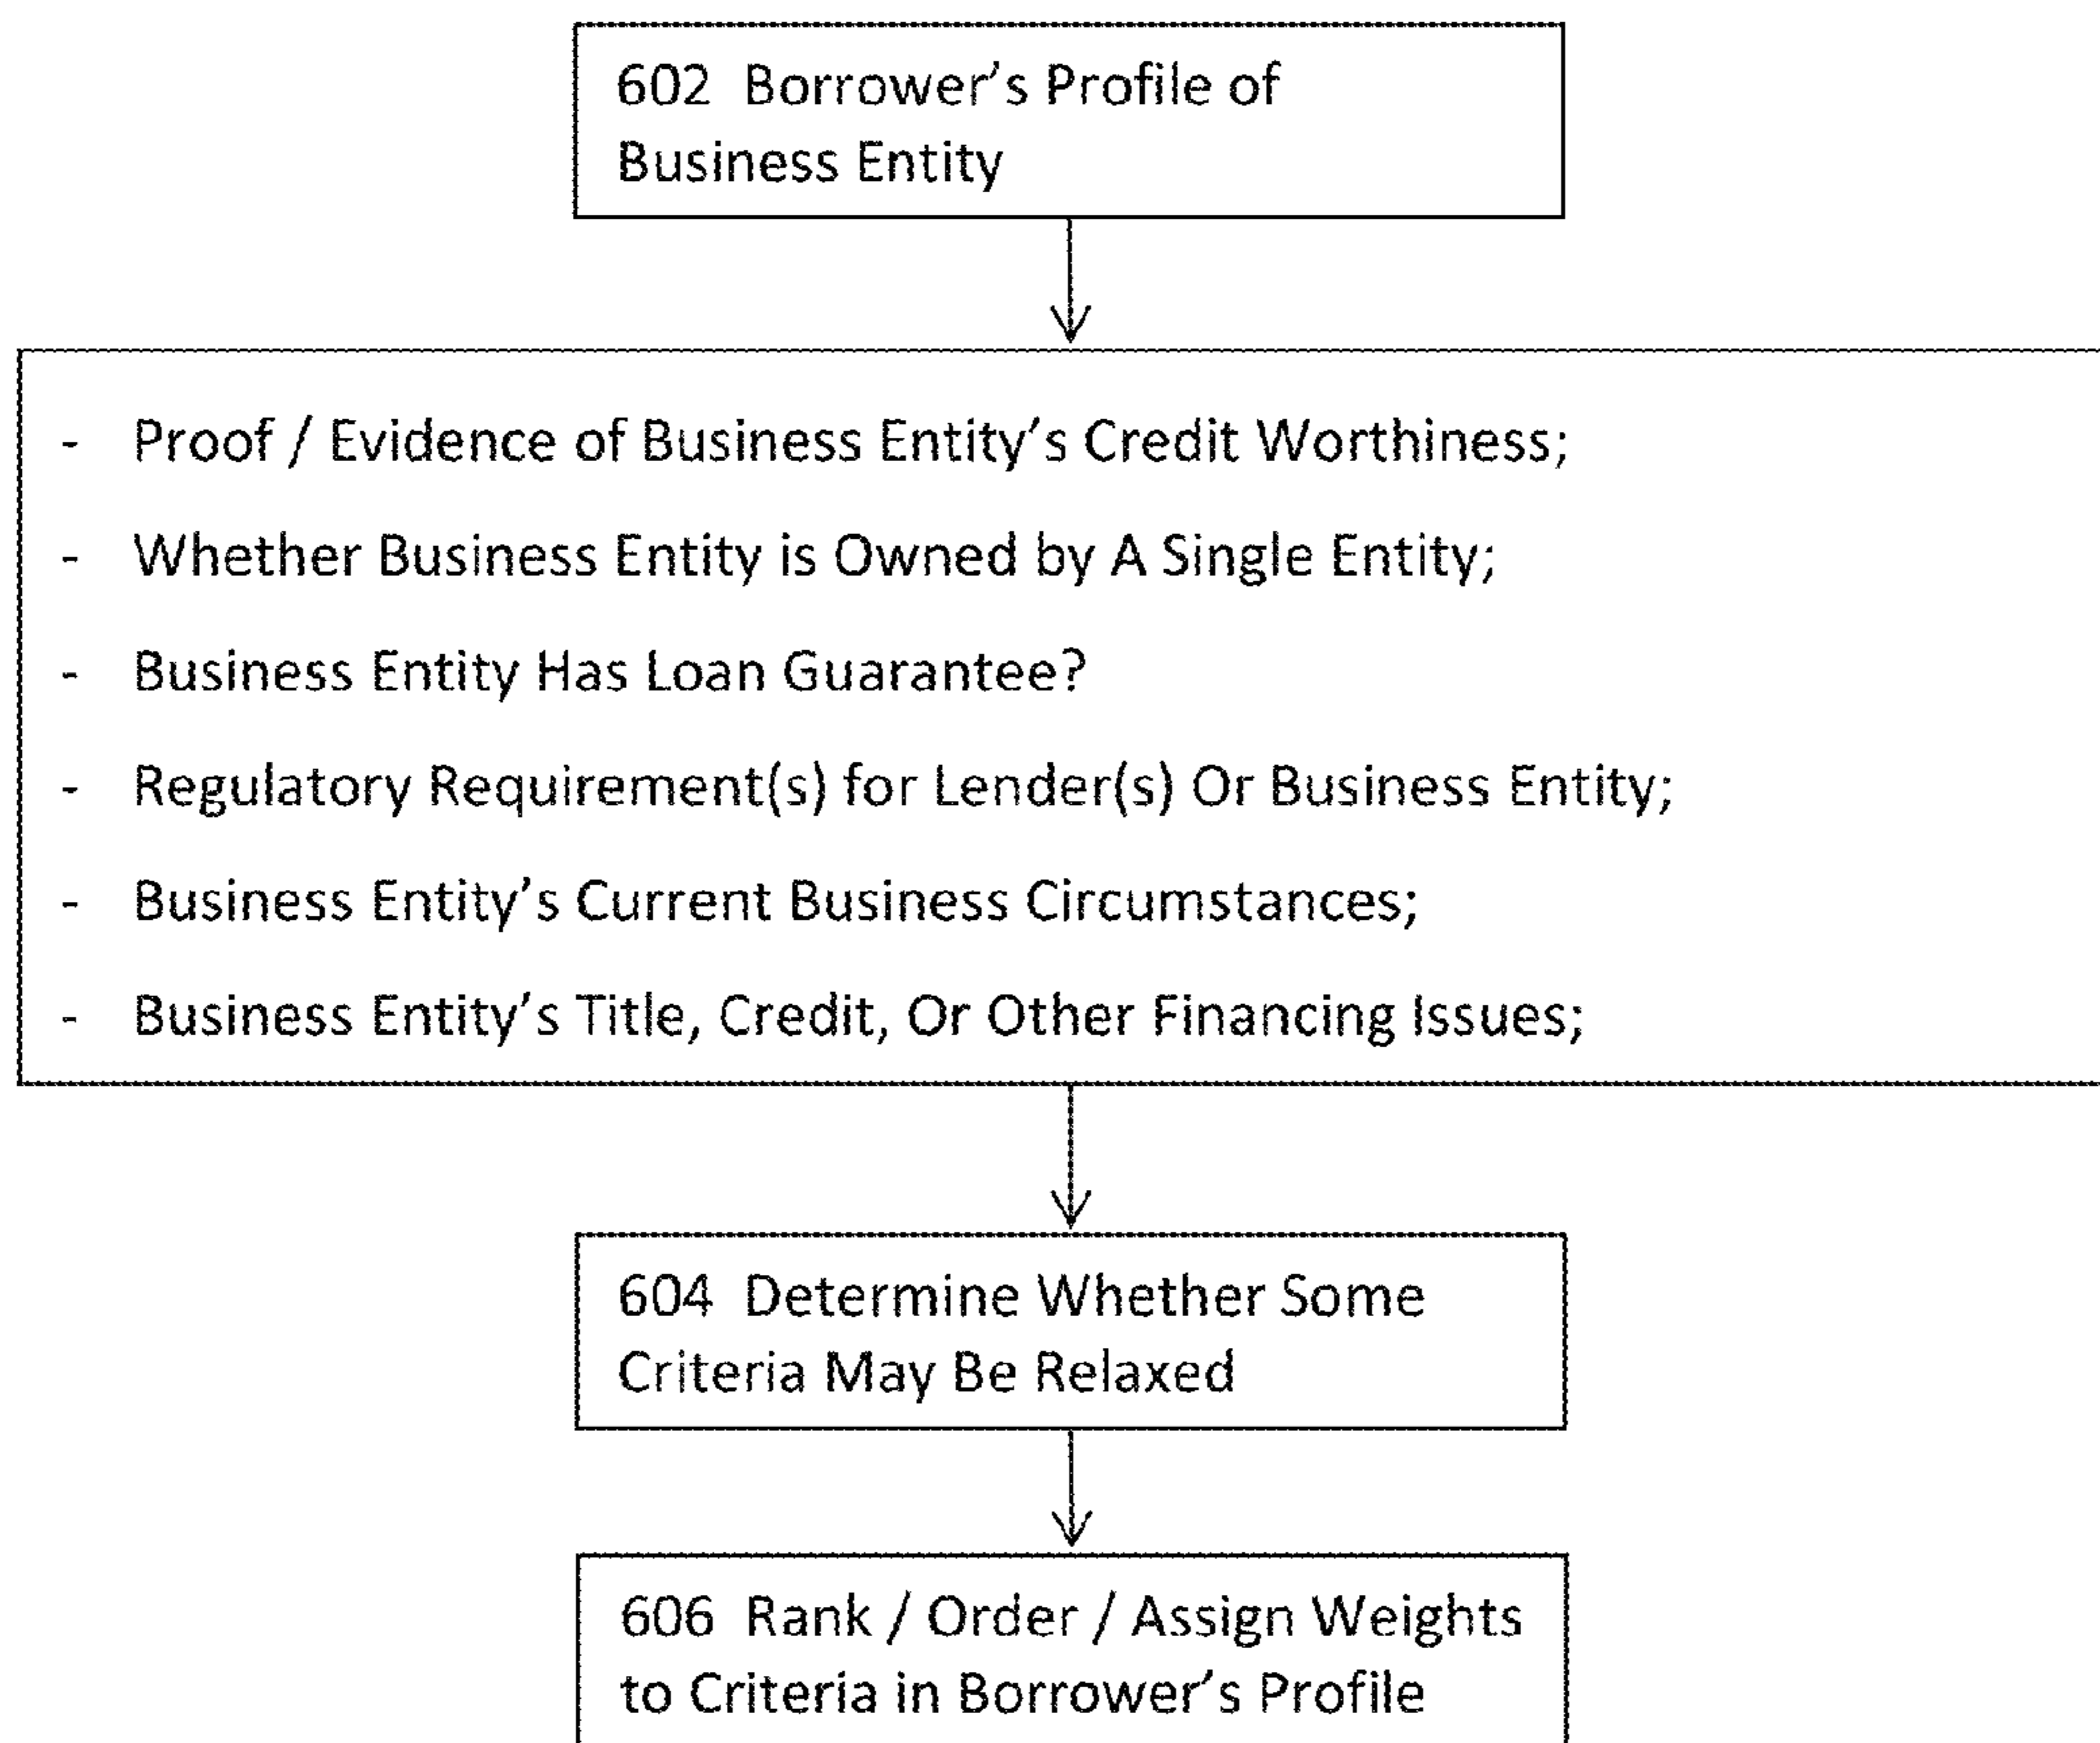 602 Borrower's Profile of
Business Entity
- Proof / Evidence of Business Entity's Credit Worthiness;
- Whether Business Entity is Owned by A Single Entity;
- Business Entity Has Loan Guarantee?
- Regulatory Requirement(s) for Lender(s) Or Business Entity;
- Business Entity's Current Business Circumstances;
- Business Entity's Title, Credit, Or Other Financing Issues;
604 Determine Whether Some
Criteria May Be Relaxed
606 Rank / Order / Assign Weights
to Criteria in Borrower's Profile